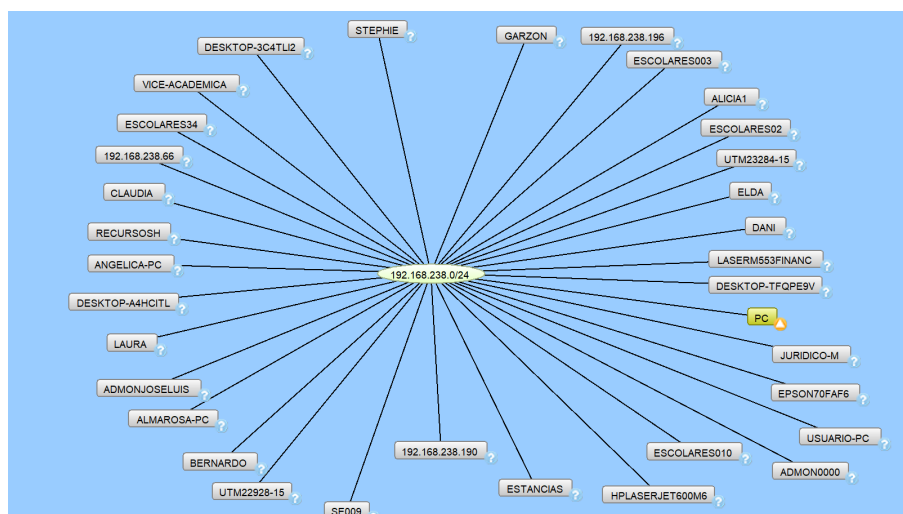 STEPHIE
GARZON
192.168.238.196
DESKTOP-3C4TLI2
ESCOLARES003
VICE-ACADEMICA
ALICIA1
ESCOLARES34
ESCOLARES02
192.168.238.66
UTM23284-15
CLAUDIA
ELDA
RECURSOSH
DANI
ANGELICA-PC
LASERM553FINANC
192.168.238.0/24
DESKTOP-TFQPE9V
DESKTOP-A4HCITL
PC
LAURA
JURIDICO-M
ADMONJOSELUIS
EPSON70FAF6
ALMAROSA-PC
USUARIO-PC
192.168.238.190
ESCOLARES010
BERNARDO
ADMON0000
UTM22928-15
ESTANCIAS
HPLASERJET600M6
SE009